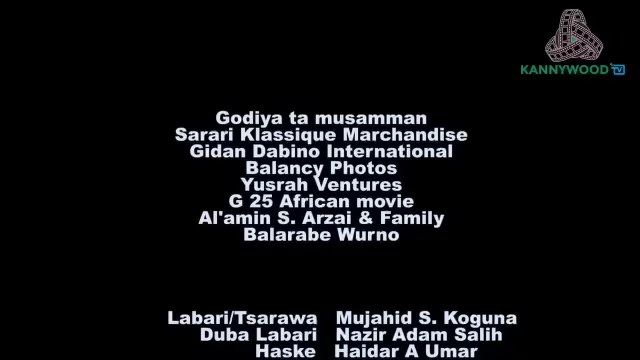 KANNYWOOD TV
Godiya ta musamman
Sarari Klassique Marchandise
Gidan Dabino International
Balancy Photos
Yusrah Ventures
G 25 African movie
Al'amin S. Arzai & Family
Balarabe Wurno
Labari/Tsarawa Mujahid S. Koguna
Duba Labari Nazir Adam Salih
Haske Haidar A Umar